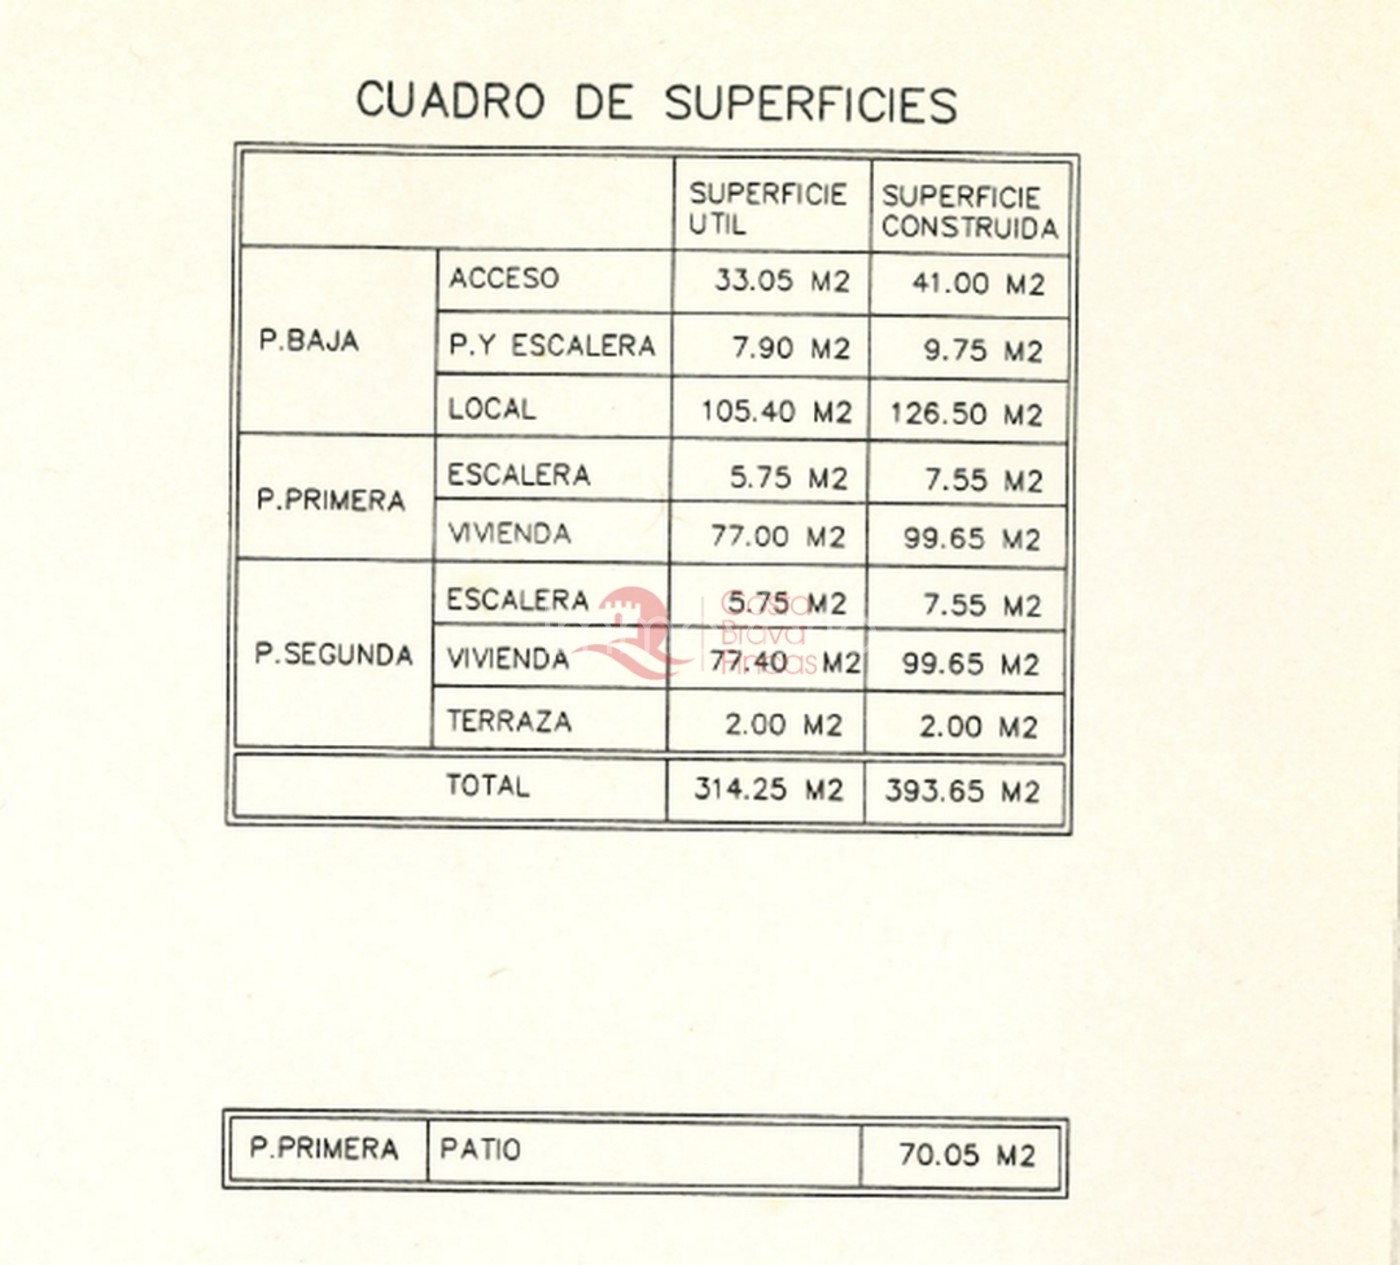 CUADRO DE SUPERFICIES
SUPERFICIE UTIL SUPERFICIE CONSTRUIDA
P.BAJA ACCESO 33.05 M2 41.00 M2
P.Y ESCALERA 7.90 M2 9.75 M2
LOCAL 105.40 M2 126.50 M2
P.PRIMERA ESCALERA 5.75 M2 7.55 M2
VIVIENDA 77.00 M2 99.65 M2
P.SEGUNDA ESCALERA 5.75 M2 7.55 M2
VIVIENDA 77.40 M2 99.65 M2
TERRAZA 2.00 M2 2.00 M2
TOTAL 314.25 M2 393.65 M2
Costa
Brava
Fincas
P.PRIMERA PATIO 70.05 M2